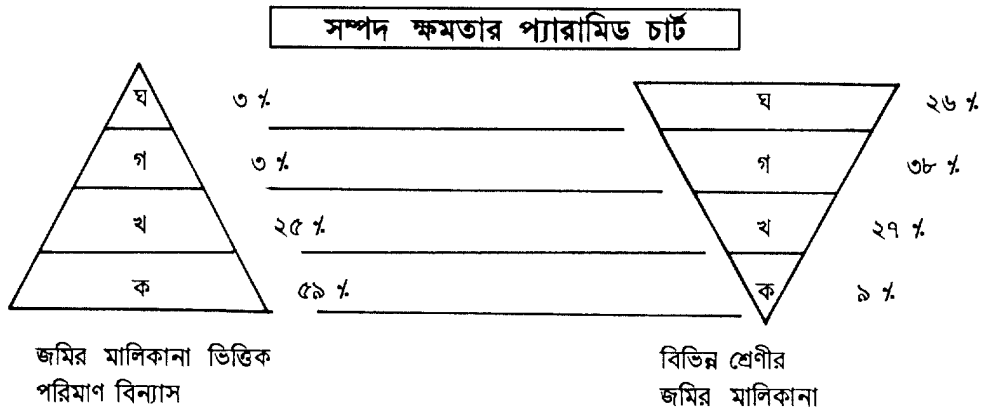 সম্পদ ক্ষমতার প্যারামিড চার্ট
ঘ ৩ % ঘ ২৬ %
গ ৩ % গ ৩৮ %
খ ২৫ % খ ২৭ %
ক ৫৯ % ক ৯ %
জমির মালিকানা ভিত্তিক
পরিমাণ বিন্যাস
বিভিন্ন শ্রেণীর
জমির মালিকানা